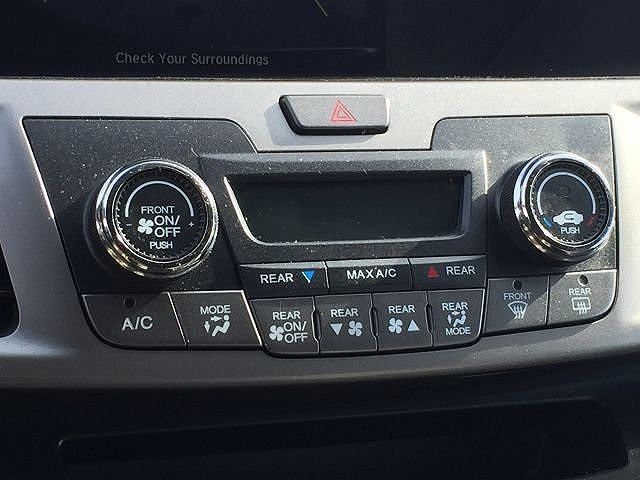 Check Your Surroundings
FRONT
ON/
OFF
- +
PUSH
PUSH
REAR
MAX A/C
REAR
A/C
MODE
REAR
ON/
OFF
REAR
REAR
REAR
MODE
FRONT
REAR